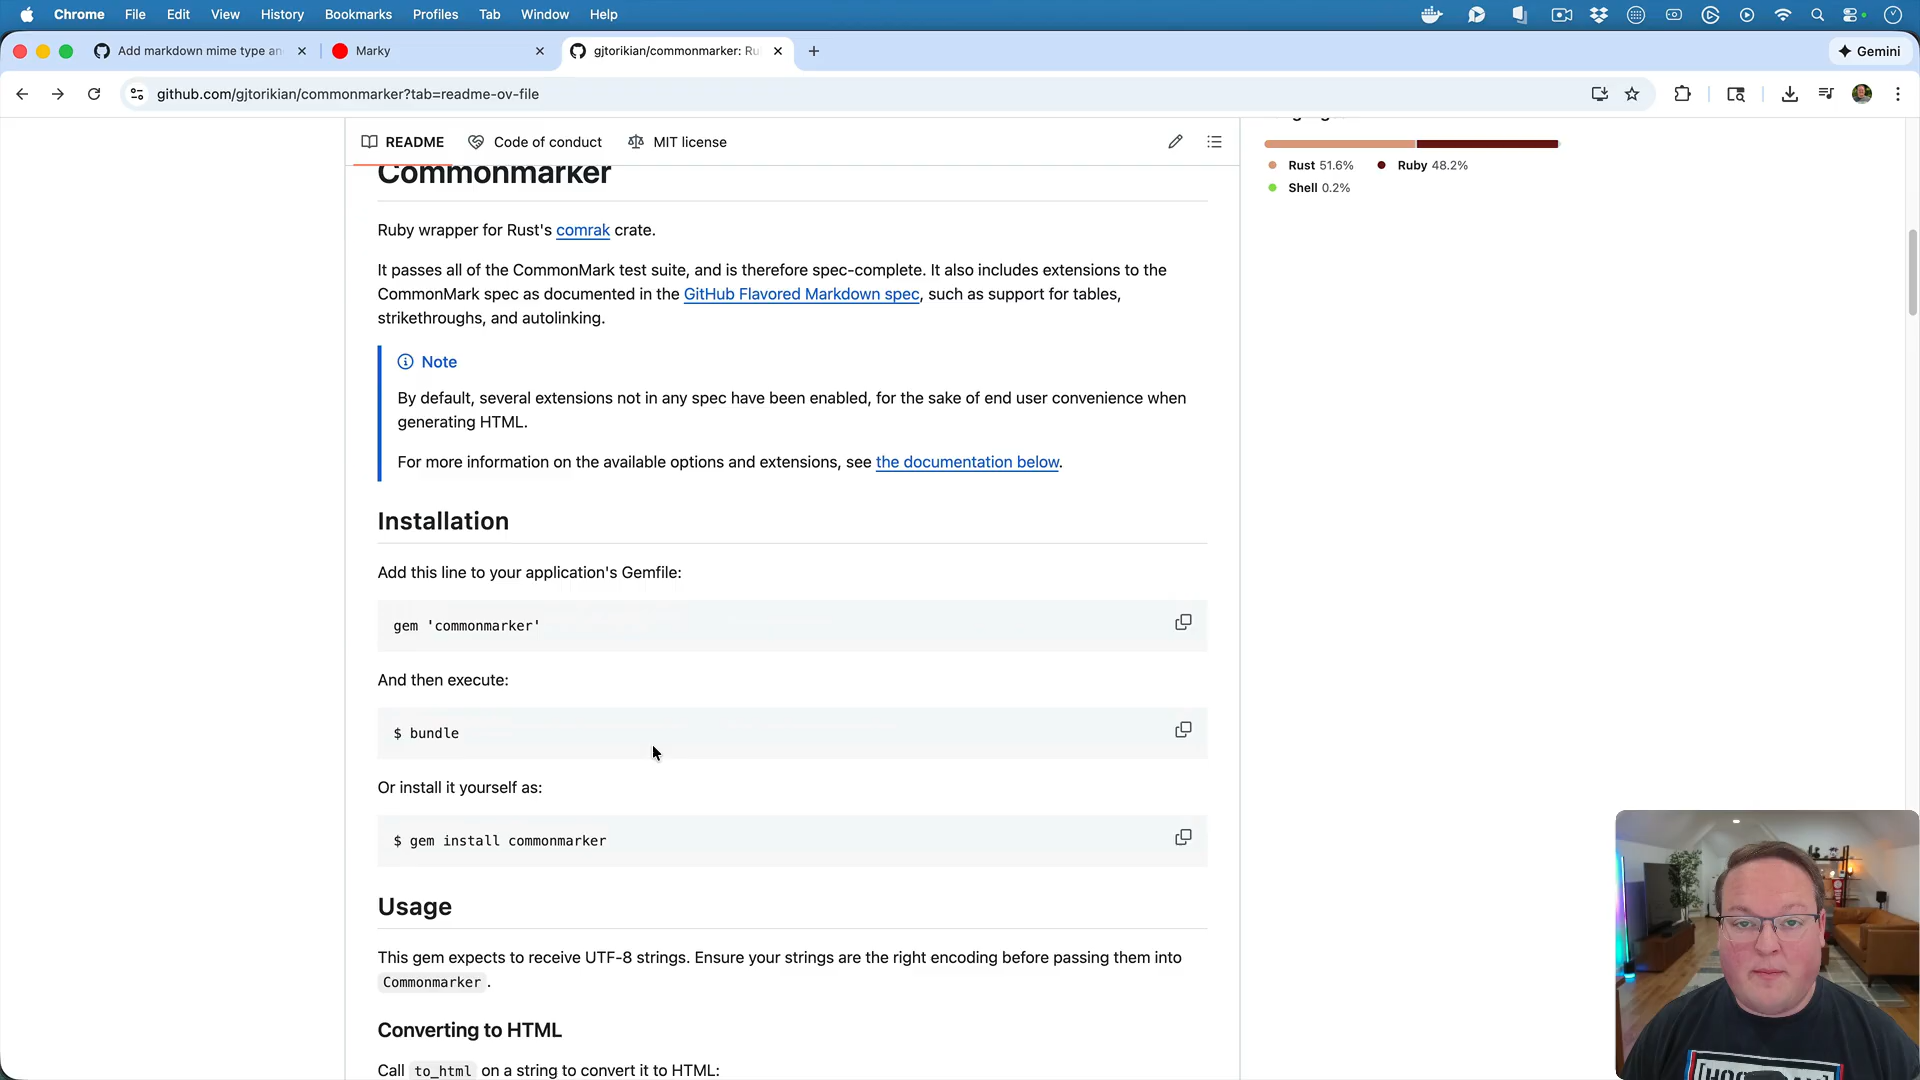 Chrome File Edit View History Bookmarks Profiles Tab Window Help
Add markdown mime type an
Marky
gjtorikian/commonmarker: Ru
Gemini
github.com/gjtorikian/commonmarker?tab=readme-ov-file
README Code of conduct MIT license
Commonmarker
Ruby wrapper for Rust's comrak crate.
It passes all of the CommonMark test suite, and is therefore spec-complete. It also includes extensions to the
CommonMark spec as documented in the GitHub Flavored Markdown spec, such as support for tables,
strikethroughs, and autolinking.
Note
By default, several extensions not in any spec have been enabled, for the sake of end user convenience when
generating HTML.
For more information on the available options and extensions, see the documentation below.
Installation
Add this line to your application's Gemfile:
gem 'commonmarker'
And then execute:
$ bundle
Or install it yourself as:
$ gem install commonmarker
Usage
This gem expects to receive UTF-8 strings. Ensure your strings are the right encoding before passing them into
Commonmarker.
Converting to HTML
Call to_html on a string to convert it to HTML:
Rust 51.6% Ruby 48.2%
Shell 0.2%